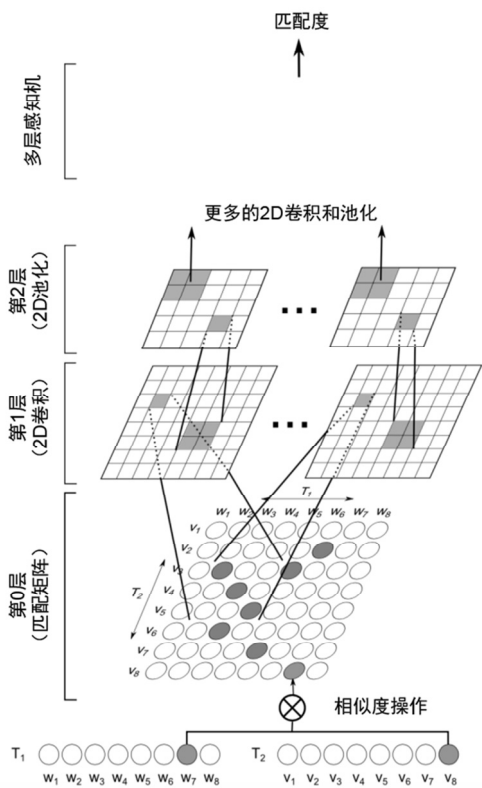 匹配度
多层感知机
更多的2D卷积和池化
第2层
(2D池化)
...
第1层
(2D卷积)
...
第0层
(匹配矩阵)
T₁
w₁ w₂ w₃ w₄ w₅ w₆ w₇ w₈
T₂
v₁
v₂
v₃
v₄
v₅
v₆
v₇
v₈
相似度操作
T₁
w₁ w₂ w₃ w₄ w₅ w₆ w₇ w₈
T₂
v₁ v₂ v₃ v₄ v₅ v₆ v₇ v₈